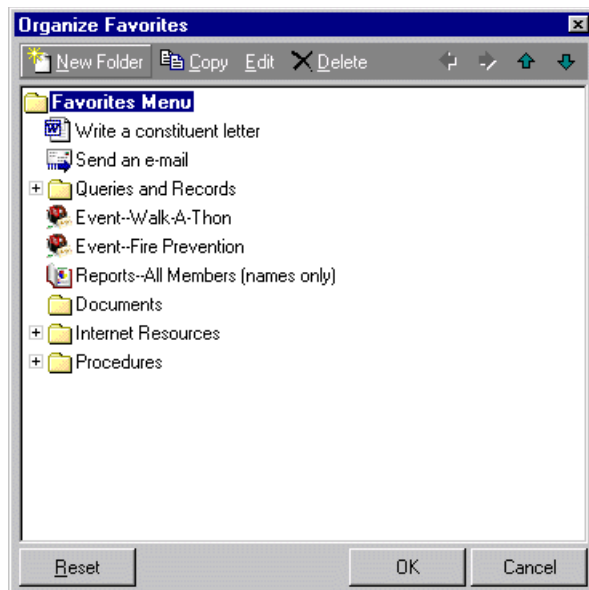 Organize Favorites
New Folder Copy Edit Delete
Favorites Menu
Write a constituent letter
Send an e-mail
Queries and Records
Event--Walk-A-Thon
Event--Fire Prevention
Reports--All Members (names only)
Documents
Internet Resources
Procedures
Reset OK Cancel